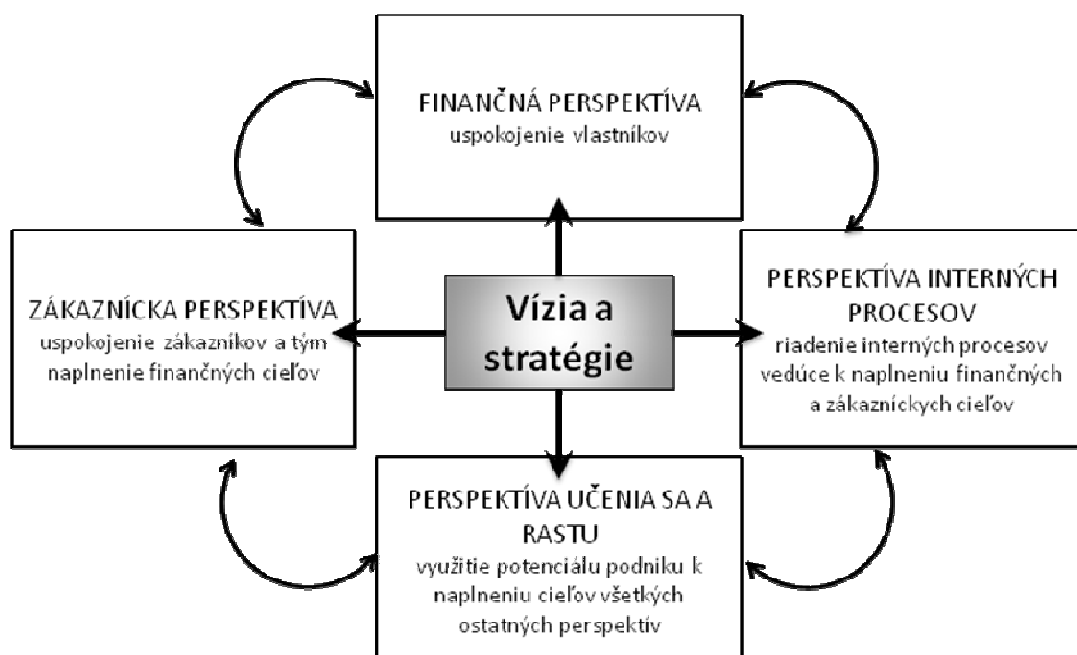 FINANČNÁ PERSPEKTÍVA
uspokojenie vlastníkov
ZÁKAZNÍCKA PERSPEKTÍVA
uspokojenie zákazníkov a tým
naplnenie finančných cieľov
Vízia a
stratégie
PERSPEKTÍVA INTERNÝCH
PROCESOV
riadenie interných procesov
vedúce k naplneniu finančných
a zákazníckych cieľov
PERSPEKTÍVA UČENIA SA A
RASTU
využitie potenciálu podniku k
naplneniu cieľov všetkých
ostatných perspektív